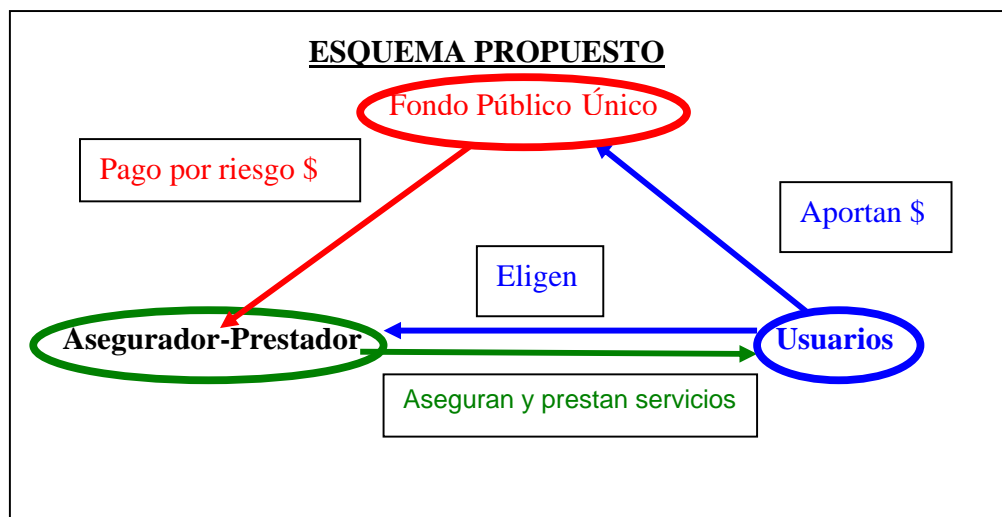 ESQUEMA PROPUESTO
Fondo Público Único
Pago por riesgo $
Aportan $
Eligen
Asegurador-Prestador
Usuarios
Aseguran y prestan servicios